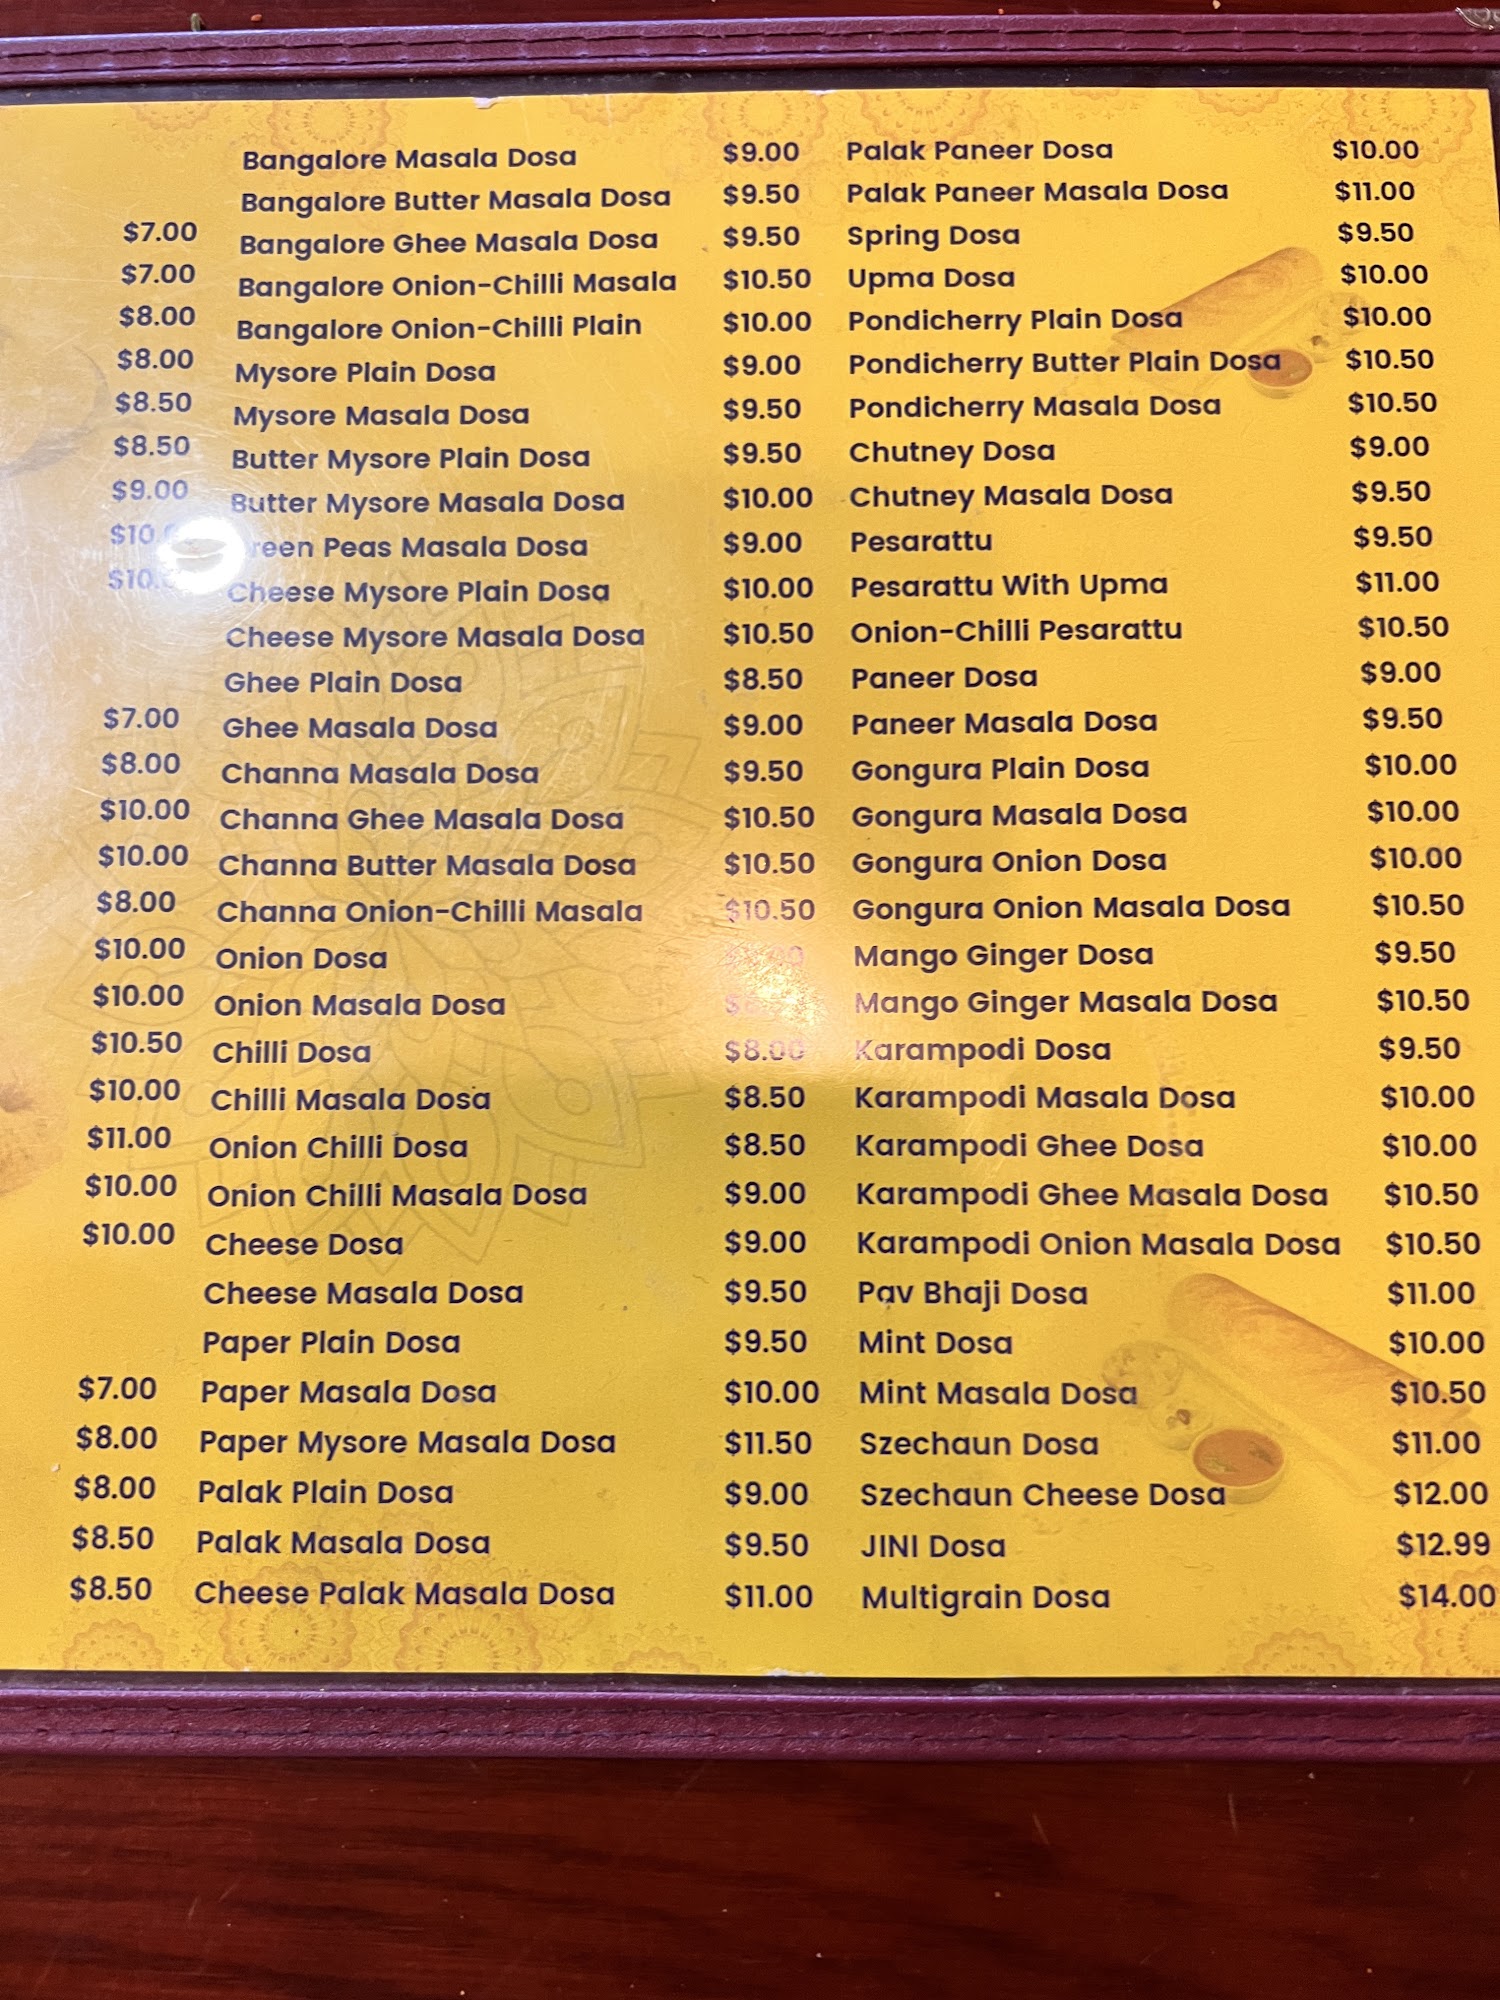 $7.00
$7.00
$8.00
$8.00
$8.50
$8.50
$9.00
$7.00
$8.00
$10.00
$10.00
$8.00
$10.00
$10.00
$10.50
$10.00
$11.00
$10.00
$10.00
$7.00
$8.00
$8.00
$8.50
$8.50
Bangalore Masala Dosa $9.00
Bangalore Butter Masala Dosa $9.50
Bangalore Ghee Masala Dosa $9.50
Bangalore Onion-Chilli Masala $10.50
Bangalore Onion-Chilli Plain $10.00
Mysore Plain Dosa $9.00
Mysore Masala Dosa $9.50
Butter Mysore Plain Dosa $9.50
Butter Mysore Masala Dosa $10.00
Green Peas Masala Dosa $9.00
Cheese Mysore Plain Dosa $10.00
Cheese Mysore Masala Dosa $10.50
Ghee Plain Dosa $8.50
Ghee Masala Dosa $9.00
Channa Masala Dosa $9.50
Channa Ghee Masala Dosa $10.50
Channa Butter Masala Dosa $10.50
Channa Onion-Chilli Masala $10.50
Onion Dosa
Onion Masala Dosa
Chilli Dosa $8.00
Chilli Masala Dosa $8.50
Onion Chilli Dosa $8.50
Onion Chilli Masala Dosa $9.00
Cheese Dosa $9.00
Cheese Masala Dosa $9.50
Paper Plain Dosa $9.50
Paper Masala Dosa $10.00
Paper Mysore Masala Dosa $11.50
Palak Plain Dosa $9.00
Palak Masala Dosa $9.50
Cheese Palak Masala Dosa $11.00
Palak Paneer Dosa $10.00
Palak Paneer Masala Dosa $11.00
Spring Dosa $9.50
Upma Dosa $10.00
Pondicherry Plain Dosa $10.00
Pondicherry Butter Plain Dosa $10.50
Pondicherry Masala Dosa $10.50
Chutney Dosa $9.00
Chutney Masala Dosa $9.50
Pesarattu $9.50
Pesarattu With Upma $11.00
Onion-Chilli Pesarattu $10.50
Paneer Dosa $9.00
Paneer Masala Dosa $9.50
Gongura Plain Dosa $10.00
Gongura Masala Dosa $10.00
Gongura Onion Dosa $10.00
Gongura Onion Masala Dosa $10.50
Mango Ginger Dosa $9.50
Mango Ginger Masala Dosa $10.50
Karampodi Dosa $9.50
Karampodi Masala Dosa $10.00
Karampodi Ghee Dosa $10.00
Karampodi Ghee Masala Dosa $10.50
Karampodi Onion Masala Dosa $10.50
Pav Bhaji Dosa $11.00
Mint Dosa $10.00
Mint Masala Dosa $10.50
Szechaun Dosa $11.00
Szechaun Cheese Dosa $12.00
JINI Dosa $12.99
Multigrain Dosa $14.00